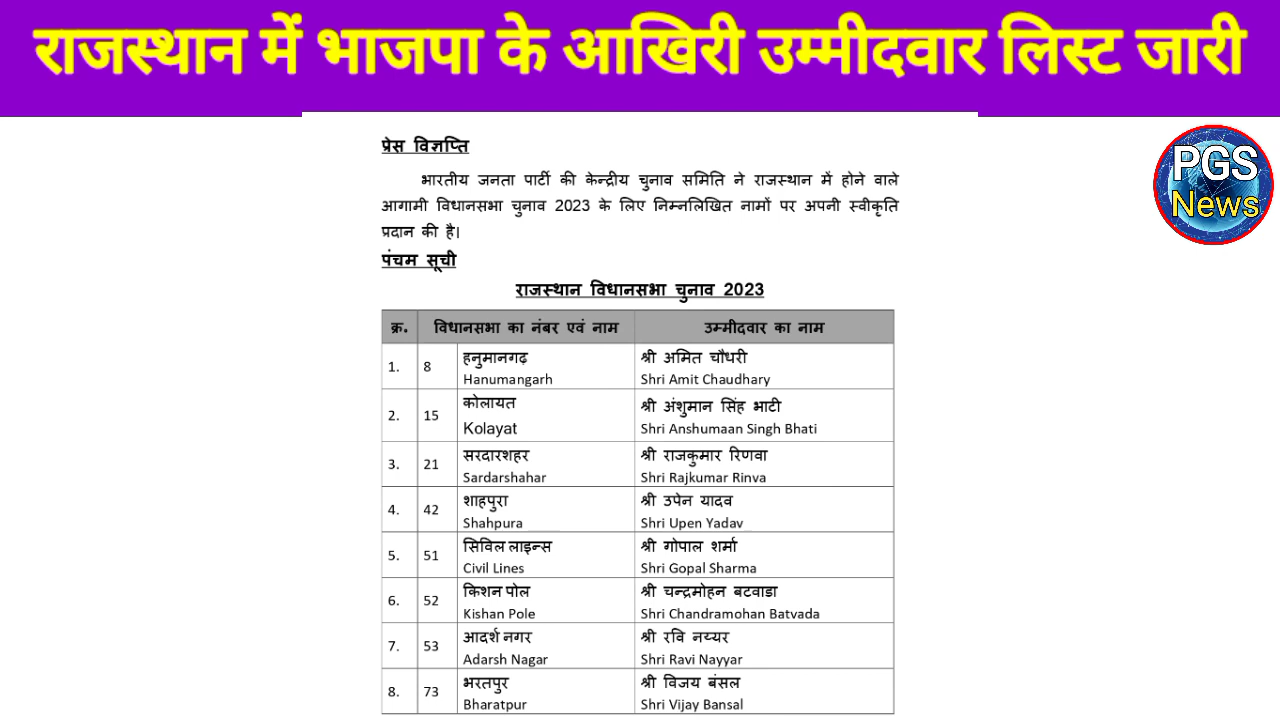 राजस्थान में भाजपा के आखिरी उम्मीदवार लिस्ट जारी
PGS
News
प्रेस विज्ञप्ति
भारतीय जनता पार्टी की केन्द्रीय चुनाव समिति ने राजस्थान में होने वाले
आगामी विधानसभा चुनाव 2023 के लिए निम्नलिखित नामों पर अपनी स्वीकृति
प्रदान की है।
पंचम सूची
राजस्थान विधानसभा चुनाव 2023
क्र. विधानसभा का नंबर एवं नाम उम्मीदवार का नाम
1. 8 हनुमानगढ़ श्री अमित चौधरी
Hanumangarh Shri Amit Chaudhary
2. 15 कोलायत श्री अंशुमान सिंह भाटी
Kolayat Shri Anshumaan Singh Bhati
3. 21 सरदारशहर श्री राजकुमार रिणवा
Sardarshahar Shri Rajkumar Rinva
4. 42 शाहपुरा श्री उपेन यादव
Shahpura Shri Upen Yadav
5. 51 सिविल लाइन्स श्री गोपाल शर्मा
Civil Lines Shri Gopal Sharma
6. 52 किशन पोल श्री चन्द्रमोहन बटवाडा
Kishan Pole Shri Chandramohan Batvada
7. 53 आदर्श नगर श्री रवि नय्यर
Adarsh Nagar Shri Ravi Nayyar
8. 73 भरतपुर श्री विजय बंसल
Bharatpur Shri Vijay Bansal